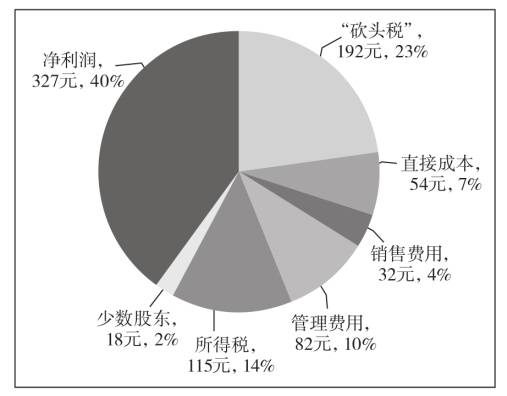 “砍头税”，
192元, 23%
直接成本，
54元, 7%
销售费用，
32元, 4%
管理费用，
82元, 10%
所得税，
115元, 14%
少数股东，
18元, 2%
净利润，
327元, 40%